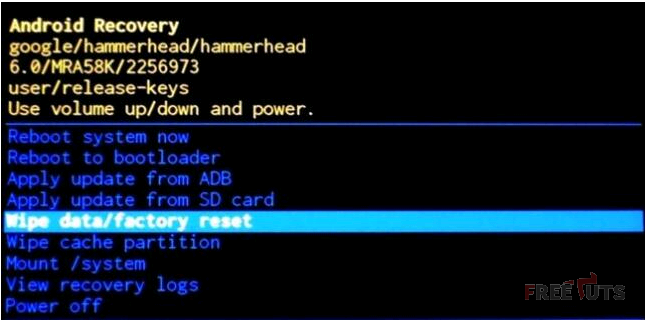 Android Recovery
google/hammerhead/hammerhead
6.0/MRA58K/2256973
user/release-keys
Use volume up/down and power.
Reboot system now
Reboot to bootloader
Apply update from ADB
Apply update from SD card
Wipe data/factory reset
Wipe cache partition
Mount /system
View recovery logs
Power off
FREETUTS